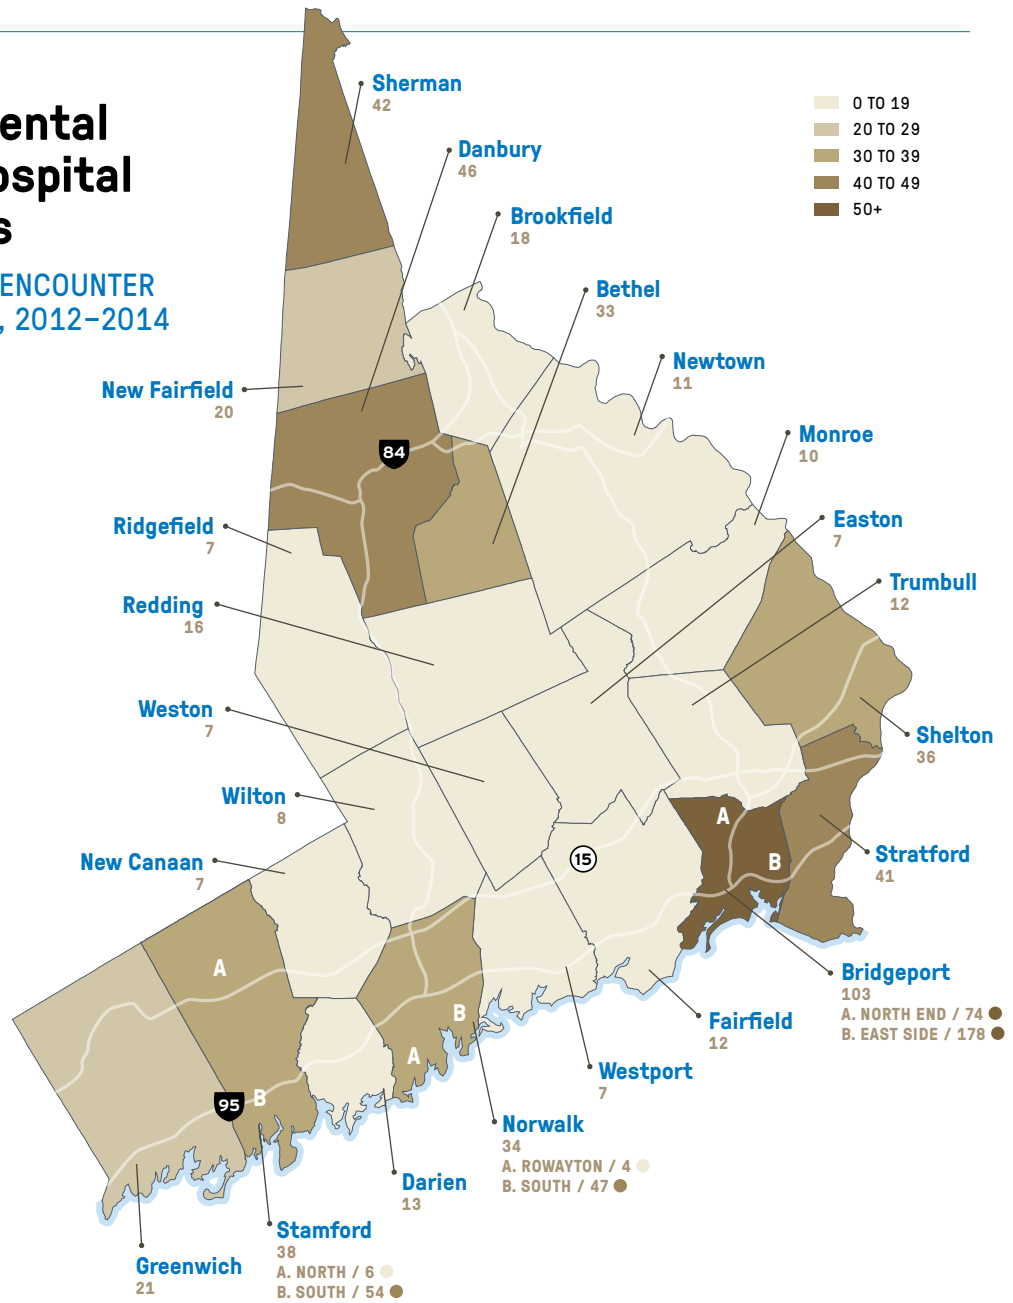 ental
ospital
s
ENCOUNTER
, 2012–2014
0 TO 19
20 TO 29
30 TO 39
40 TO 49
50+
Sherman
42
Danbury
46
Brookfield
18
Bethel
33
Newtown
11
New Fairfield
20
Monroe
10
84
Ridgefield
7
Easton
7
Trumbull
12
Redding
16
Weston
7
Shelton
36
Wilton
8
A
B
15
New Canaan
7
Stratford
41
A
Bridgeport
103
A. NORTH END / 74
B. EAST SIDE / 178
B
A
Fairfield
12
Westport
7
95
B
Norwalk
34
A. ROWAYTON / 4
B. SOUTH / 47
Darien
13
Stamford
38
A. NORTH / 6
B. SOUTH / 54
Greenwich
21